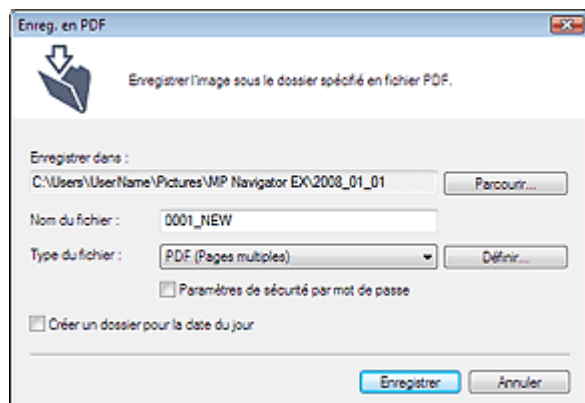 Enreg. en PDF
Enregistrer l'image sous le dossier spécifié en fichier PDF.
Enregistrer dans :
C:\Users\UserName\Pictures\MP Navigator EX\2008_01_01 Parcourir...
Nom du fichier : 0001_NEW
Type du fichier : PDF (Pages multiples) Définir...
Paramètres de sécurité par mot de passe
Créer un dossier pour la date du jour
Enregistrer Annuler